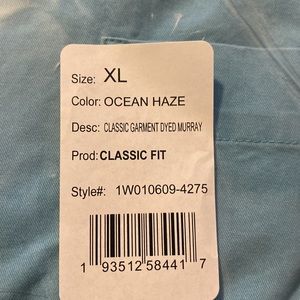 Size: XL
Color: OCEAN HAZE
Desc: CLASSIC GARMENT DYED MURRAY
Prod: CLASSIC FIT
Style#: 1W010609-4275
1 93512 58441 7